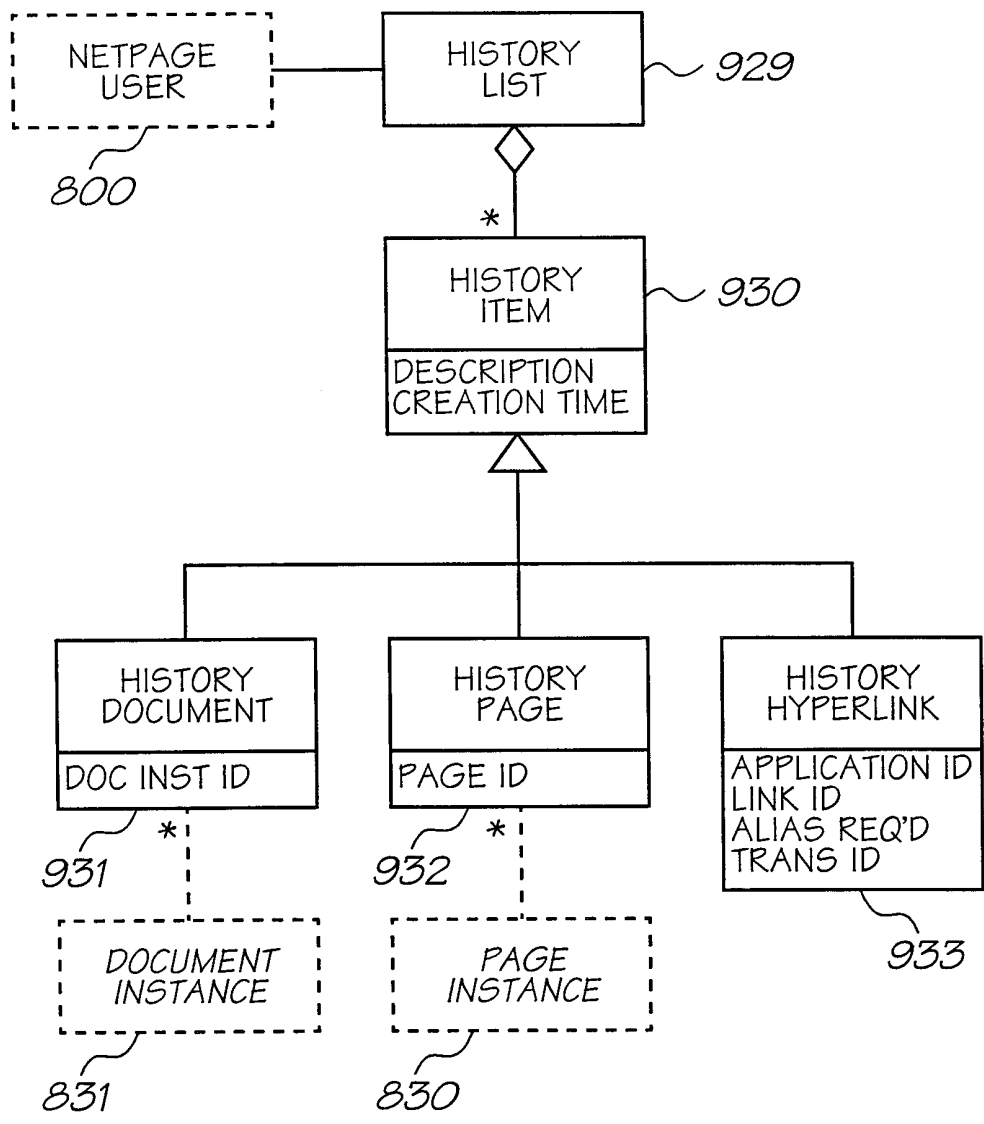 NETPAGE
USER
800
HISTORY
LIST
929
*
HISTORY
ITEM
930
DESCRIPTION
CREATION TIME
HISTORY
DOCUMENT
DOC INST ID
931
*
HISTORY
PAGE
PAGE ID
932
*
HISTORY
HYPERLINK
APPLICATION ID
LINK ID
ALIAS REQ'D
TRANS ID
933
DOCUMENT
INSTANCE
831
PAGE
INSTANCE
830